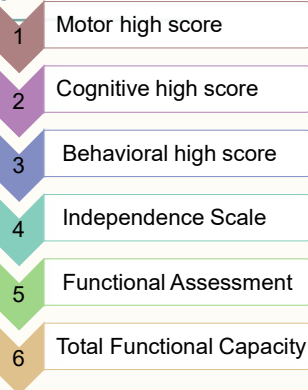 1 Motor high score
2 Cognitive high score
3 Behavioral high score
4 Independence Scale
5 Functional Assessment
6 Total Functional Capacity